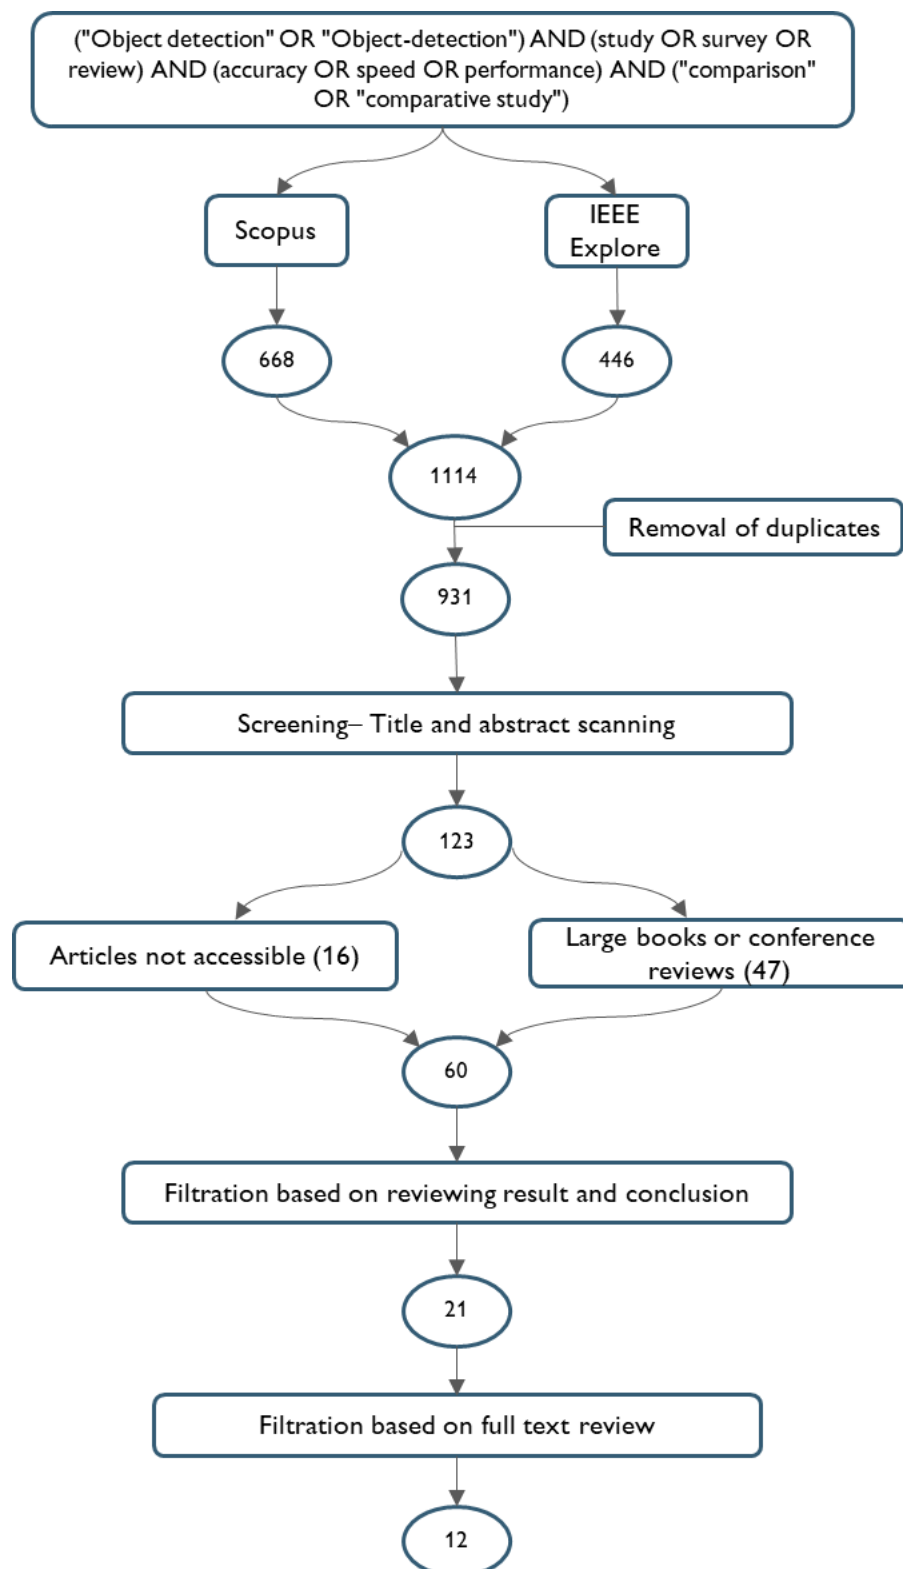 ("Object detection" OR "Object-detection") AND (study OR survey OR
review) AND (accuracy OR speed OR performance) AND ("comparison"
OR "comparative study")
Scopus
IEEE
Explore
668
446
1114
Removal of duplicates
931
Screening– Title and abstract scanning
123
Articles not accessible (16)
Large books or conference
reviews (47)
60
Filtration based on reviewing result and conclusion
21
Filtration based on full text review
12